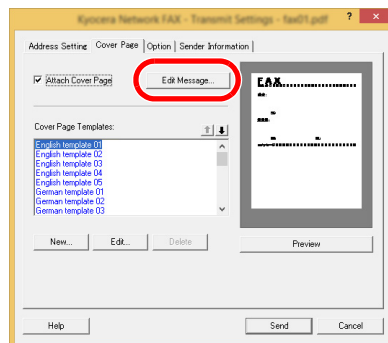 Kyocera Network FAX - Transmit Settings - fax01.pdf
? ×
Address Setting Cover Page Option Sender Information
Attach Cover Page
Edit Message...
Cover Page Templates:
English template 01
English template 02
English template 03
English template 04
English template 05
German template 01
German template 02
German template 03
New... Edit... Delete
FAX
Preview
Help Send Cancel